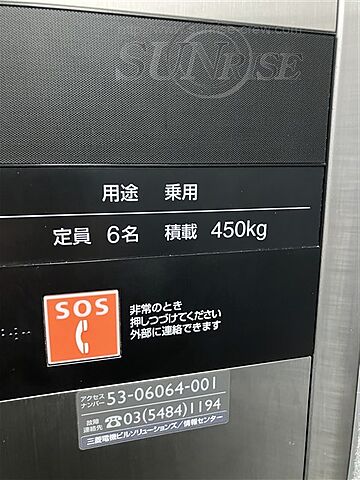 SUNRISE
用途 乗用
定員 6名 積載 450kg
SOS
非常のとき
押しつづけてください
外部に連絡できます
アクセス
ナンバー 53-06064-001
故障
連絡先 ☎03(5484)1194
三菱電機ビルソリューションズ/情報センター